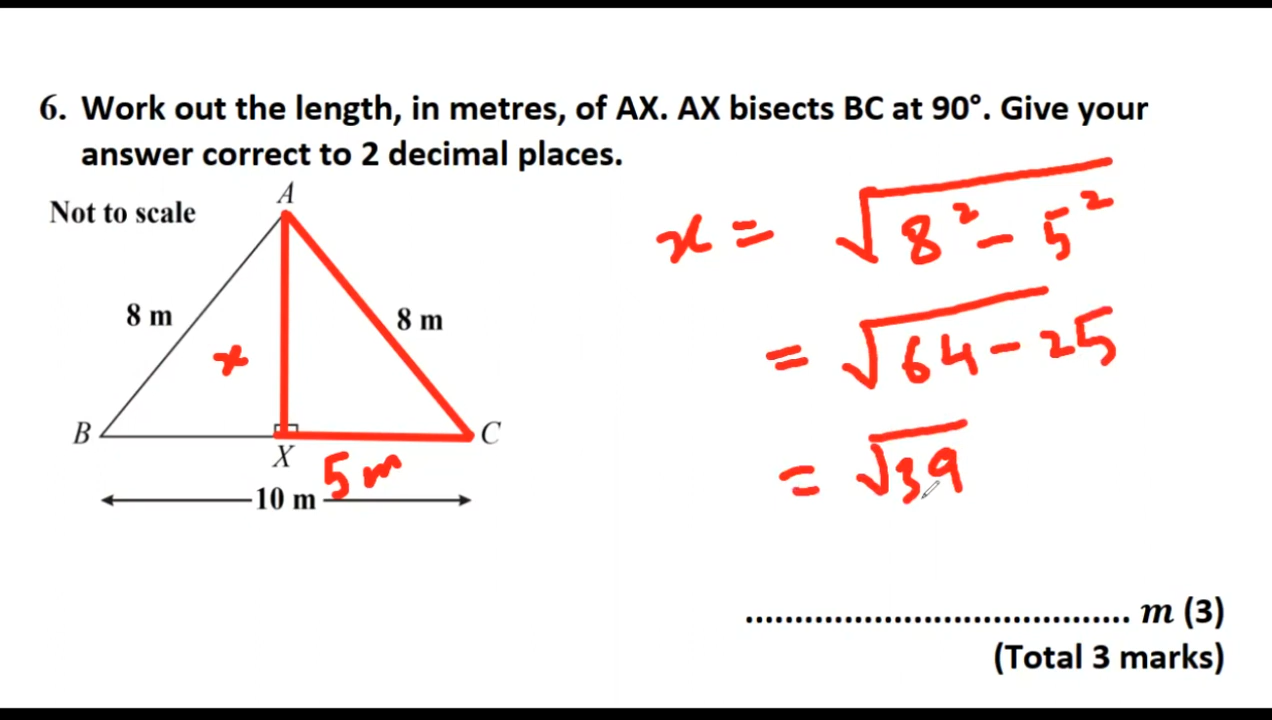 6. Work out the length, in metres, of AX. AX bisects BC at 90°. Give your
answer correct to 2 decimal places.
Not to scale
A
8 m
8 m
x
B
X
C
5 m
10 m
x = √8² - 5²
= √64 - 25
= √39
....................................... m (3)
(Total 3 marks)